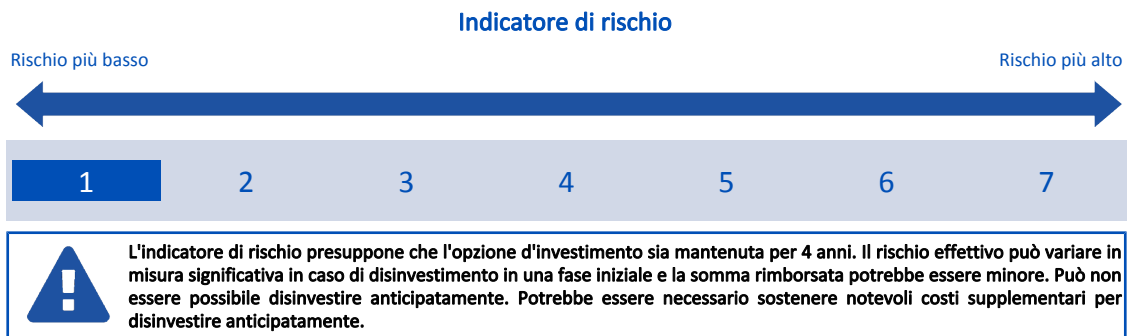 Indicatore di rischio
Rischio più basso
Rischio più alto
1 2 3 4 5 6 7
L'indicatore di rischio presuppone che l'opzione d'investimento sia mantenuta per 4 anni. Il rischio effettivo può variare in
misura significativa in caso di disinvestimento in una fase iniziale e la somma rimborsata potrebbe essere minore. Può non
essere possibile disinvestire anticipatamente. Potrebbe essere necessario sostenere notevoli costi supplementari per
disinvestire anticipatamente.